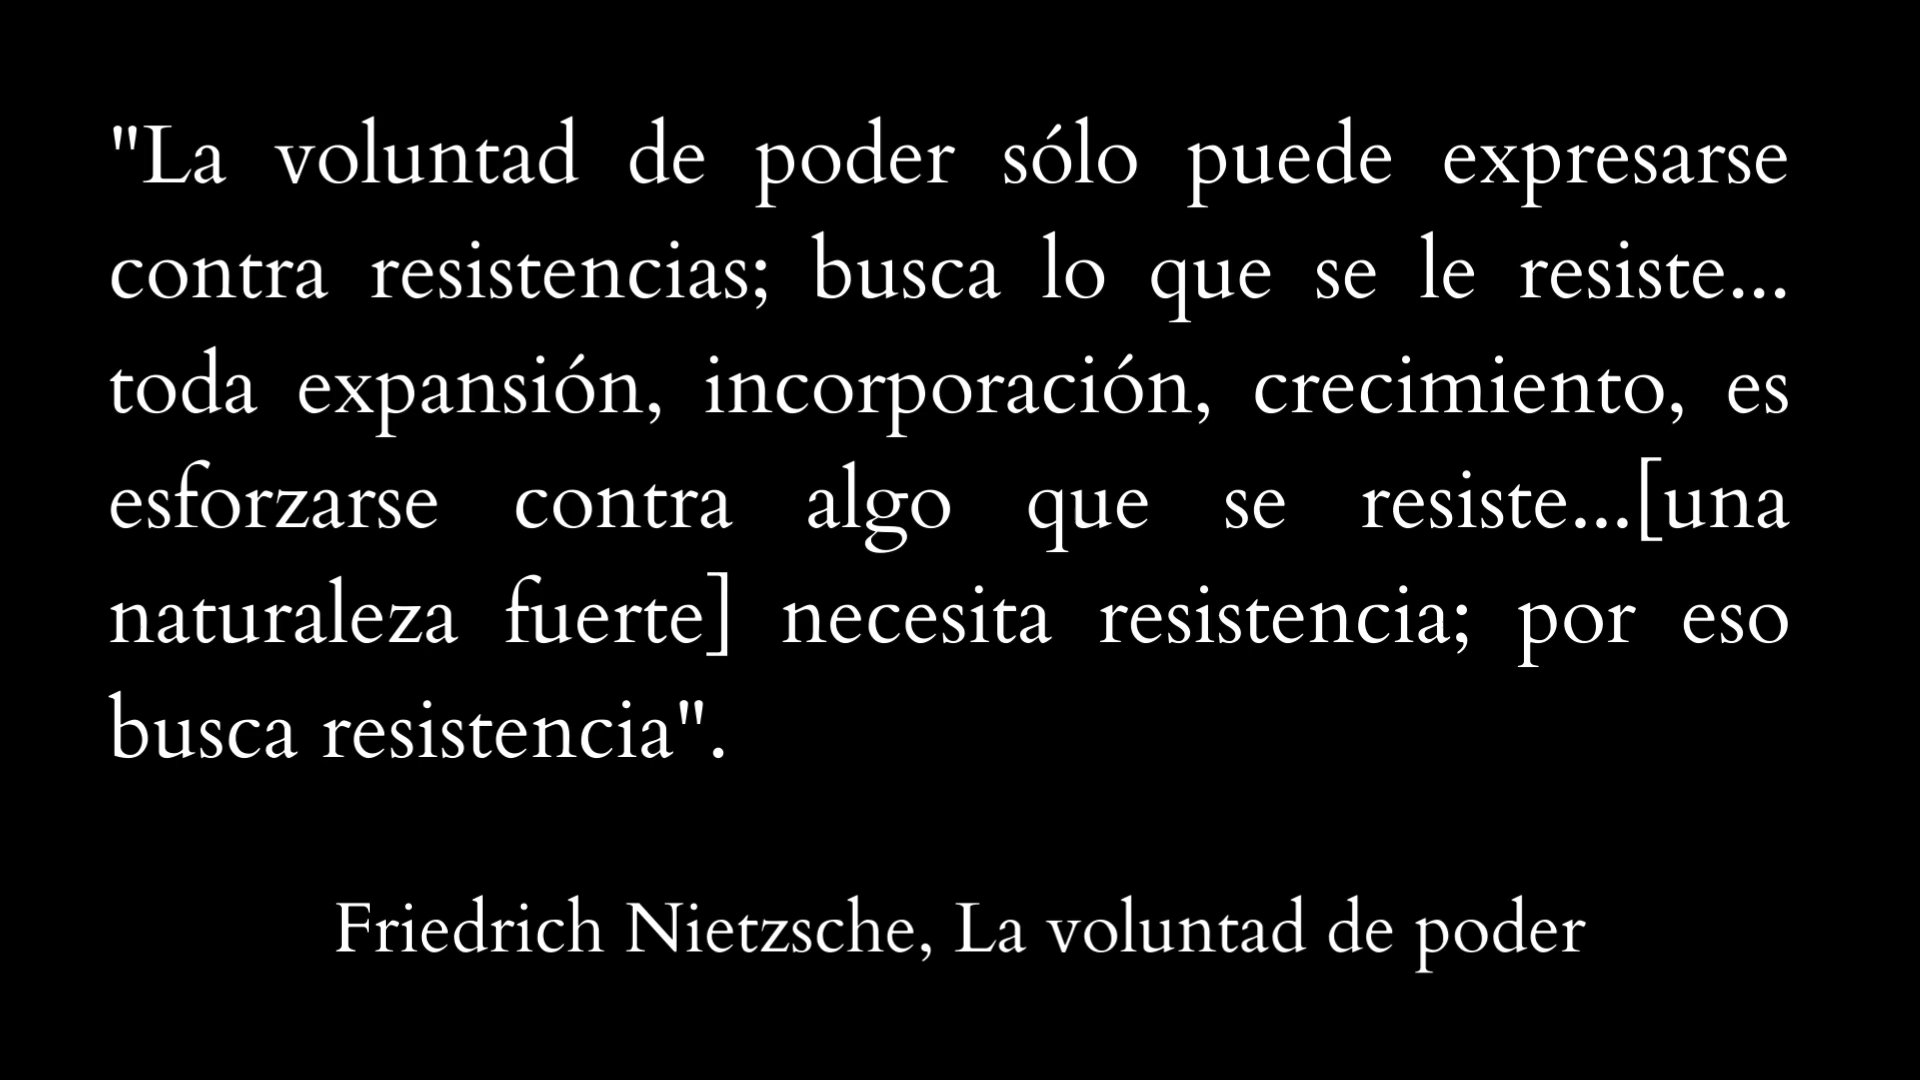 "La voluntad de poder sólo puede expresarse
contra resistencias; busca lo que se le resiste...
toda expansión, incorporación, crecimiento, es
esforzarse contra algo que se resiste...[una
naturaleza fuerte] necesita resistencia; por eso
busca resistencia".
Friedrich Nietzsche, La voluntad de poder